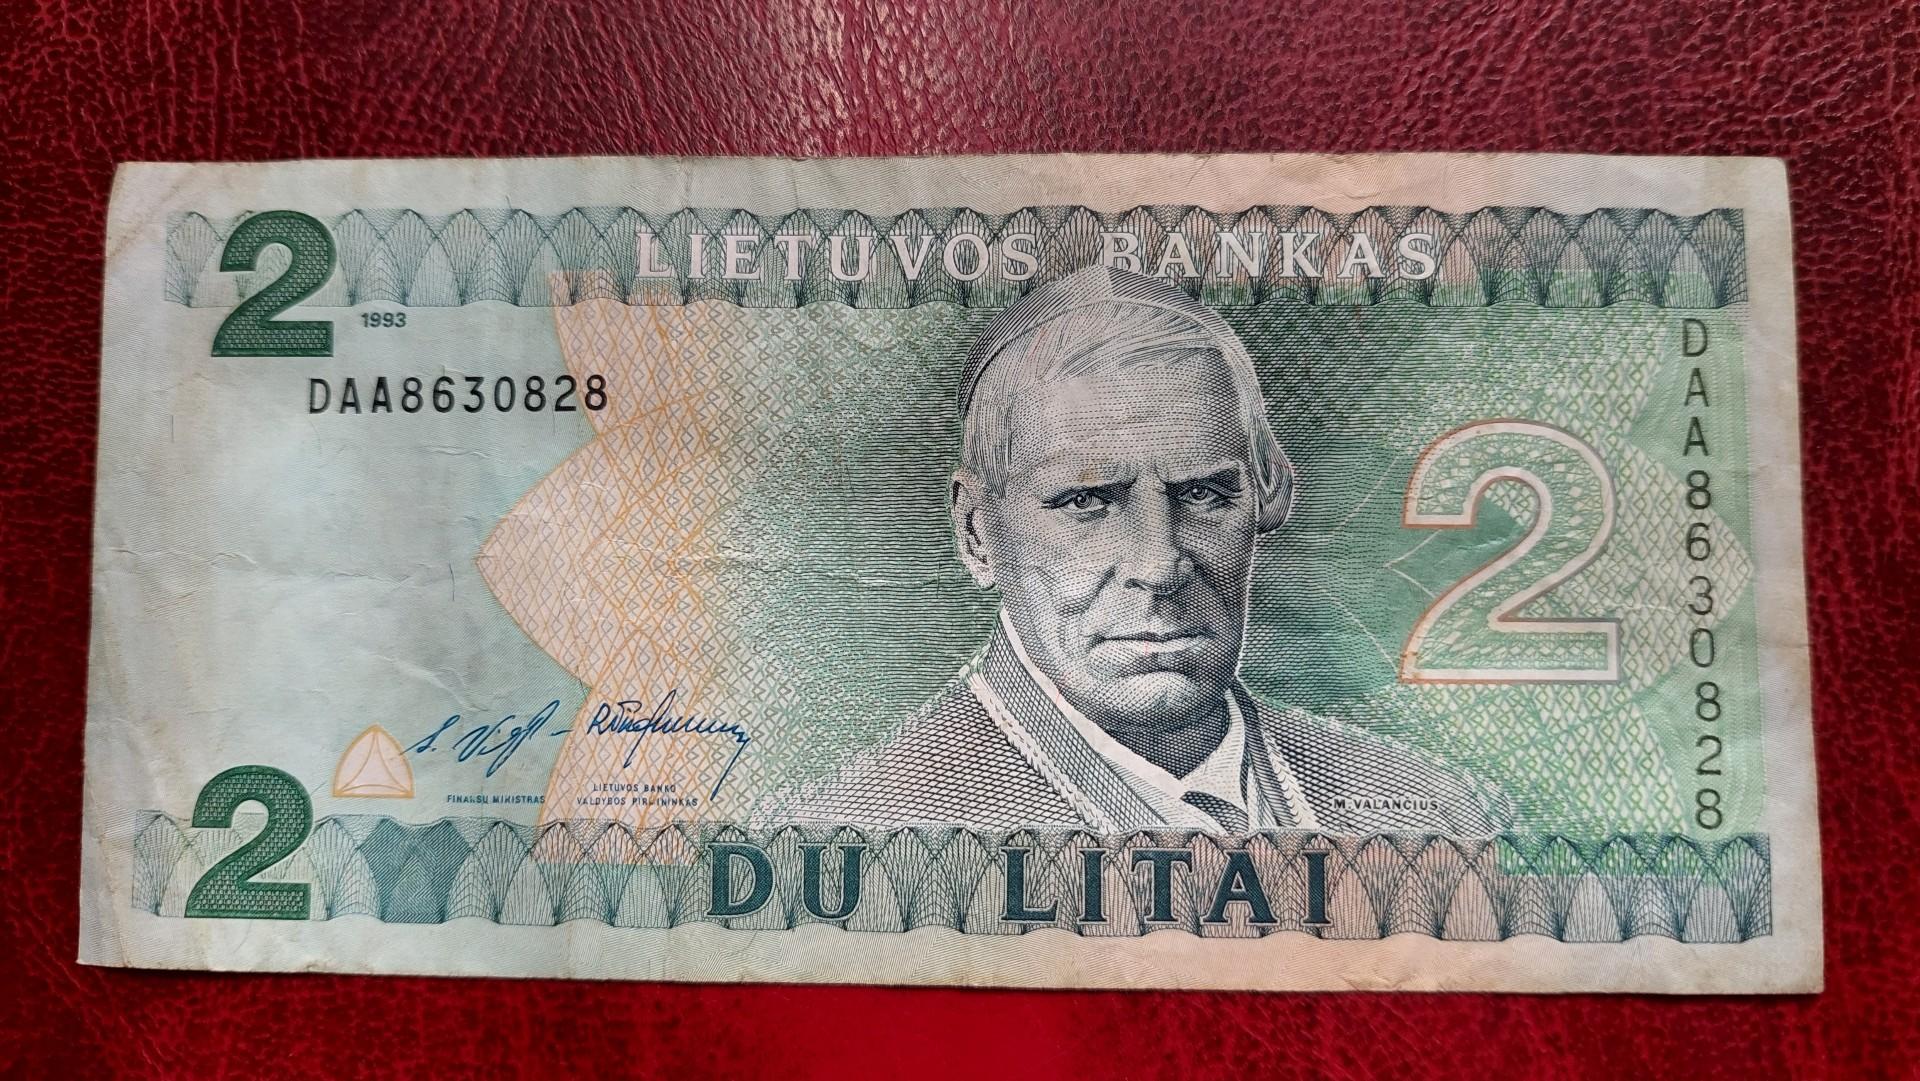 LIETUVOS BANKAS
2
1993
DAA8630828
DAA8630828
2
FINANSŲ MINISTRAS
LIETUVOS BANKO
VALDYBOS PIRMININKAS
M. VALANČIUS
2
DU LITAI